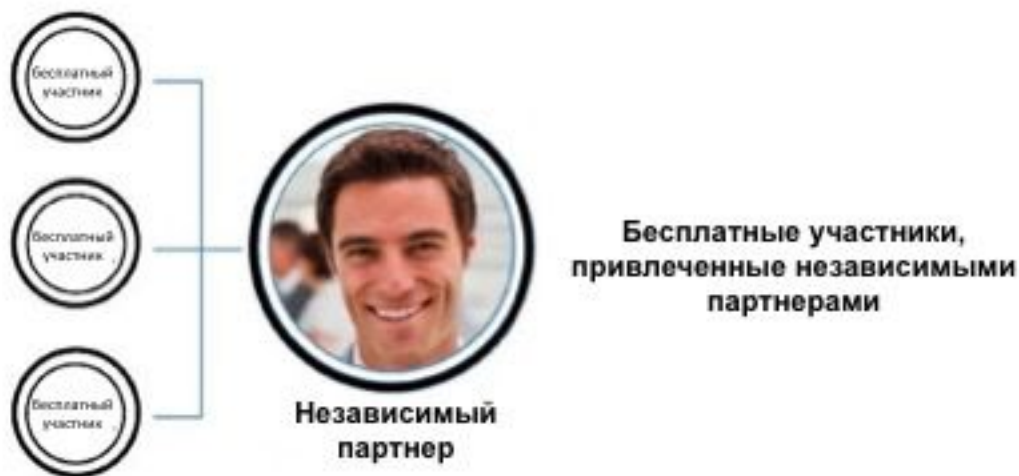 бесплатный
участник
бесплатный
участник
бесплатный
участник
Независимый
партнер
Бесплатные участники,
привлеченные независимыми
партнерами